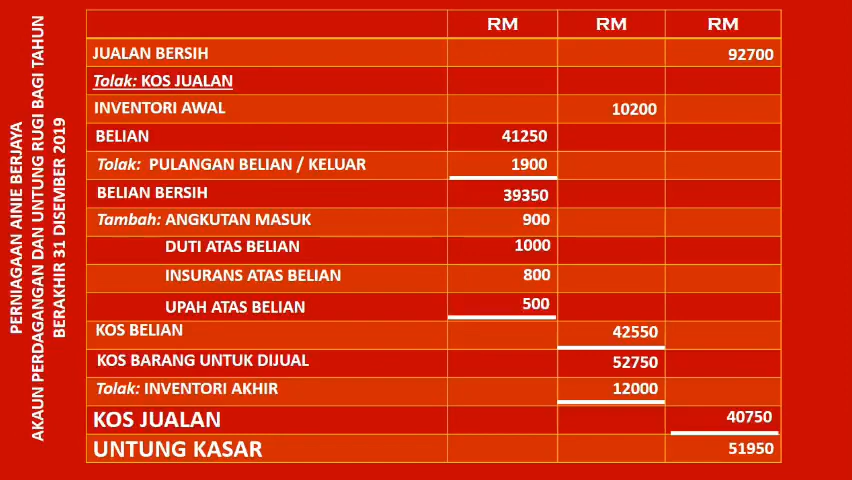 PERNIAGAAN AINIE BERJAYA
AKAUN PERDAGANGAN DAN UNTUNG RUGI BAGI TAHUN
BERAKHIR 31 DISEMBER 2019
RM RM RM
JUALAN BERSIH 92700
Tolak: KOS JUALAN
INVENTORI AWAL 10200
BELIAN 41250
Tolak: PULANGAN BELIAN / KELUAR 1900
BELIAN BERSIH 39350
Tambah: ANGKUTAN MASUK 900
DUTI ATAS BELIAN 1000
INSURANS ATAS BELIAN 800
UPAH ATAS BELIAN 500
KOS BELIAN 42550
KOS BARANG UNTUK DIJUAL 52750
Tolak: INVENTORI AKHIR 12000
KOS JUALAN 40750
UNTUNG KASAR 51950